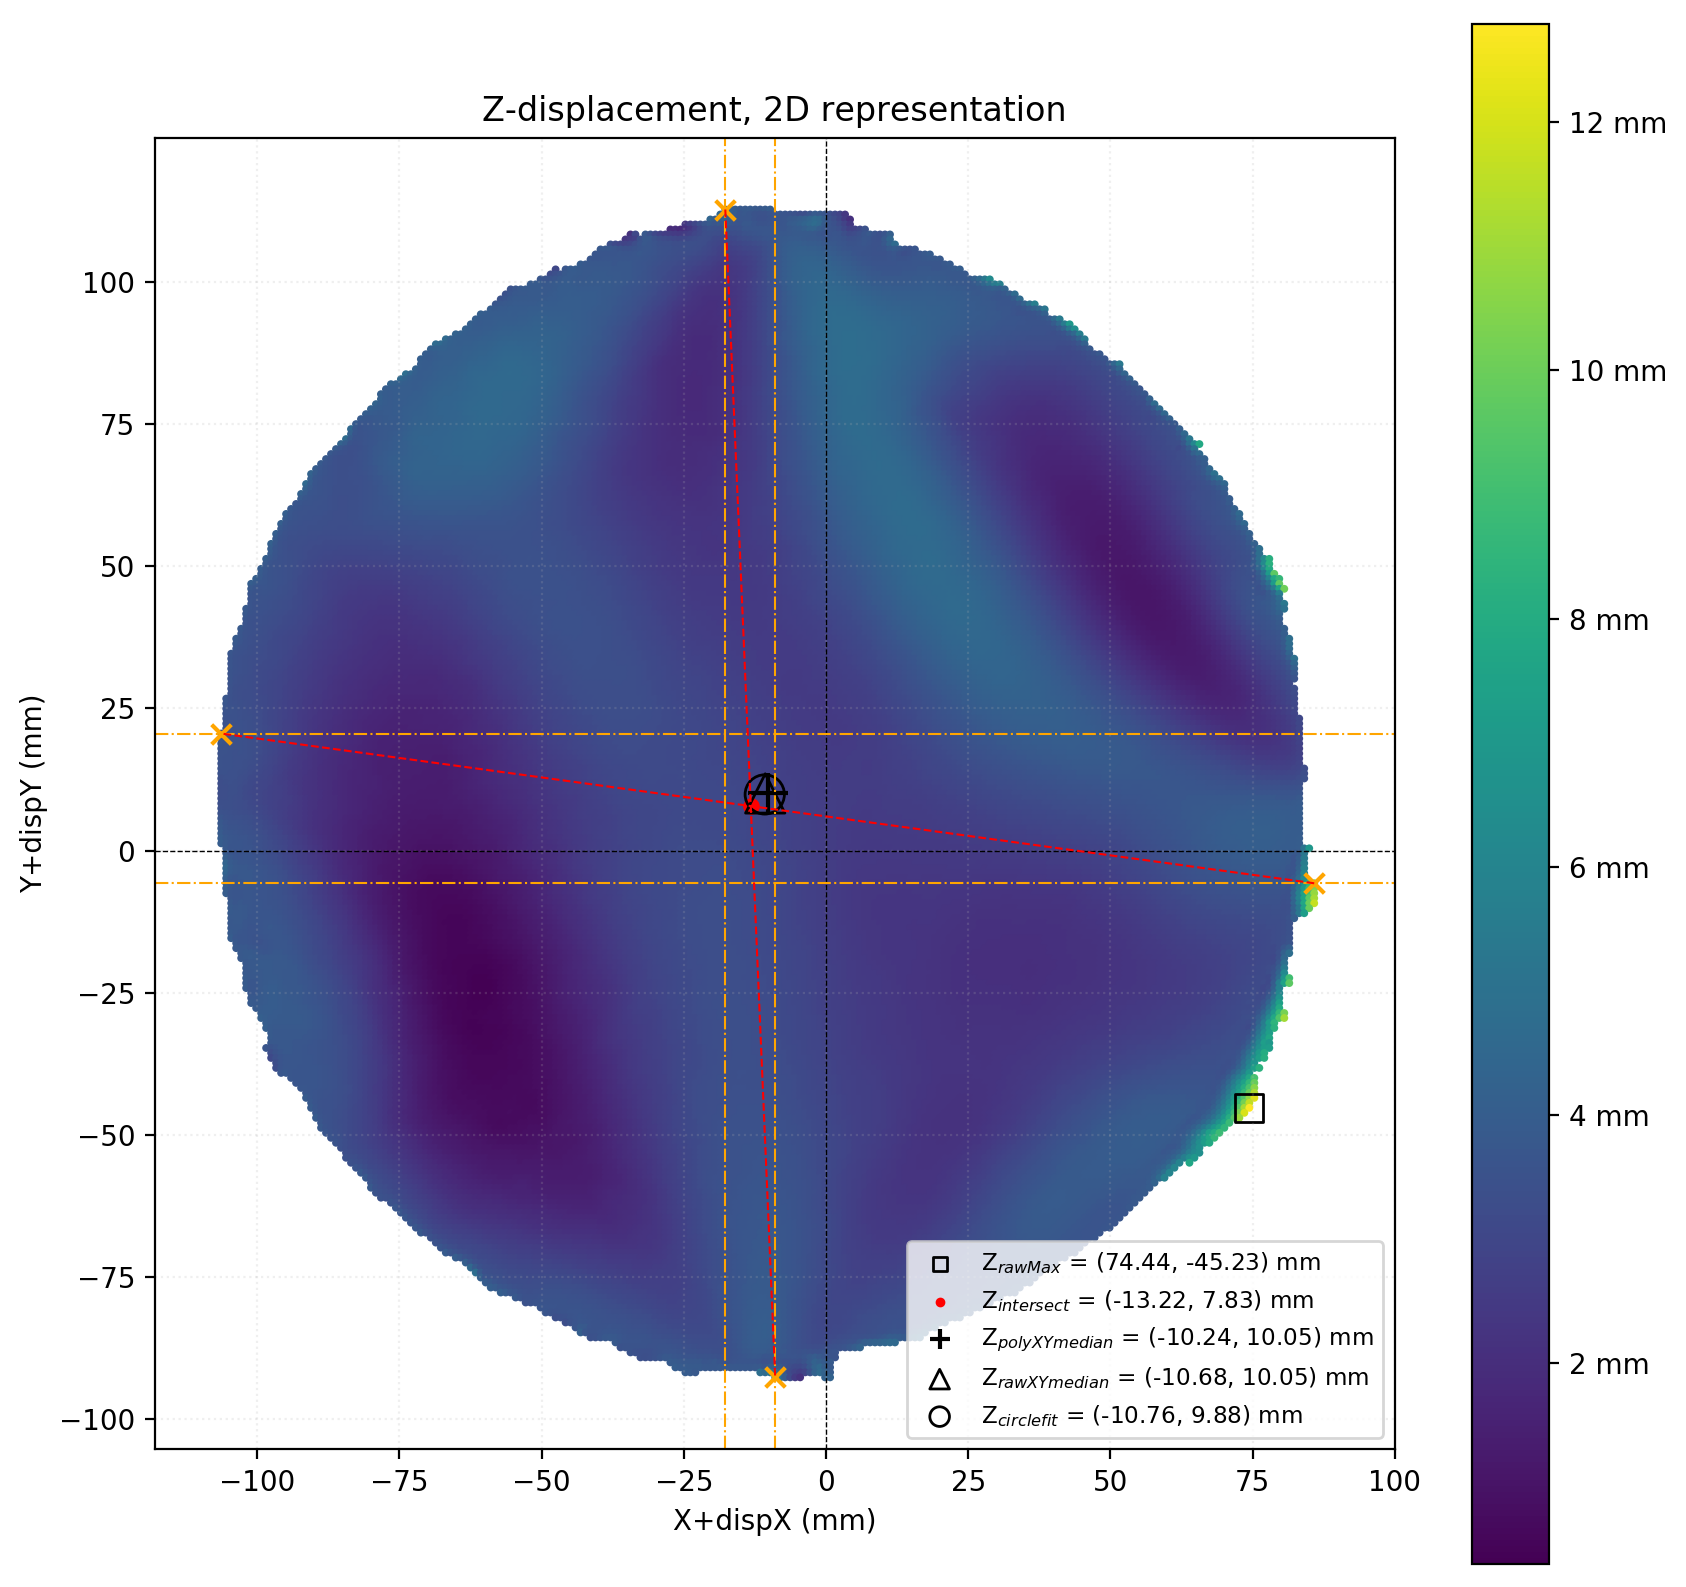 Z-displacement, 2D representation
12 mm
10 mm
8 mm
6 mm
4 mm
2 mm
Y+dispY (mm)
100
75
50
25
0
−25
−50
−75
−100
−100
−75
−50
−25
0
25
50
75
100
X+dispX (mm)
Z_rawMax = (74.44, -45.23) mm
Z_intersect = (-13.22, 7.83) mm
Z_polyXYmedian = (-10.24, 10.05) mm
Z_rawXYmedian = (-10.68, 10.05) mm
Z_circlefit = (-10.76, 9.88) mm